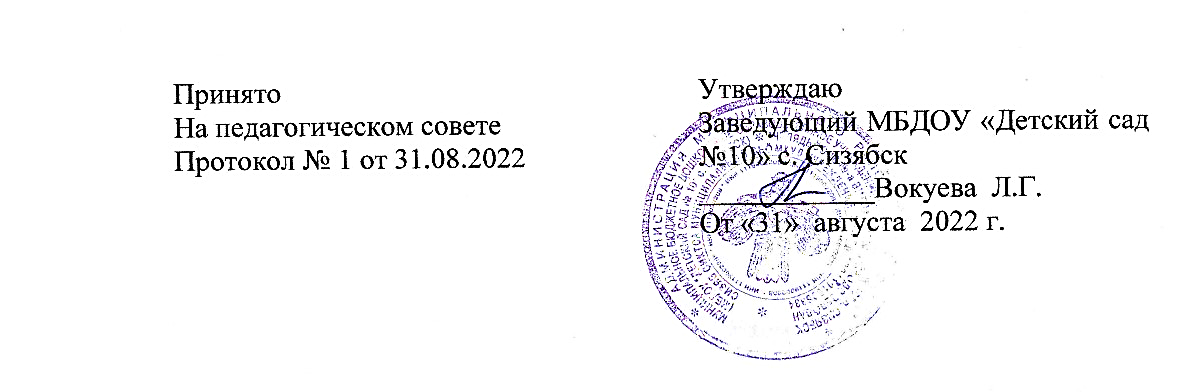 Принято
На педагогическом совете
Протокол № 1 от 31.08.2022
Утверждаю
Заведующий МБДОУ «Детский сад
№10» с. Сизябск
Вокуева Л.Г.
От «31» августа 2022 г.